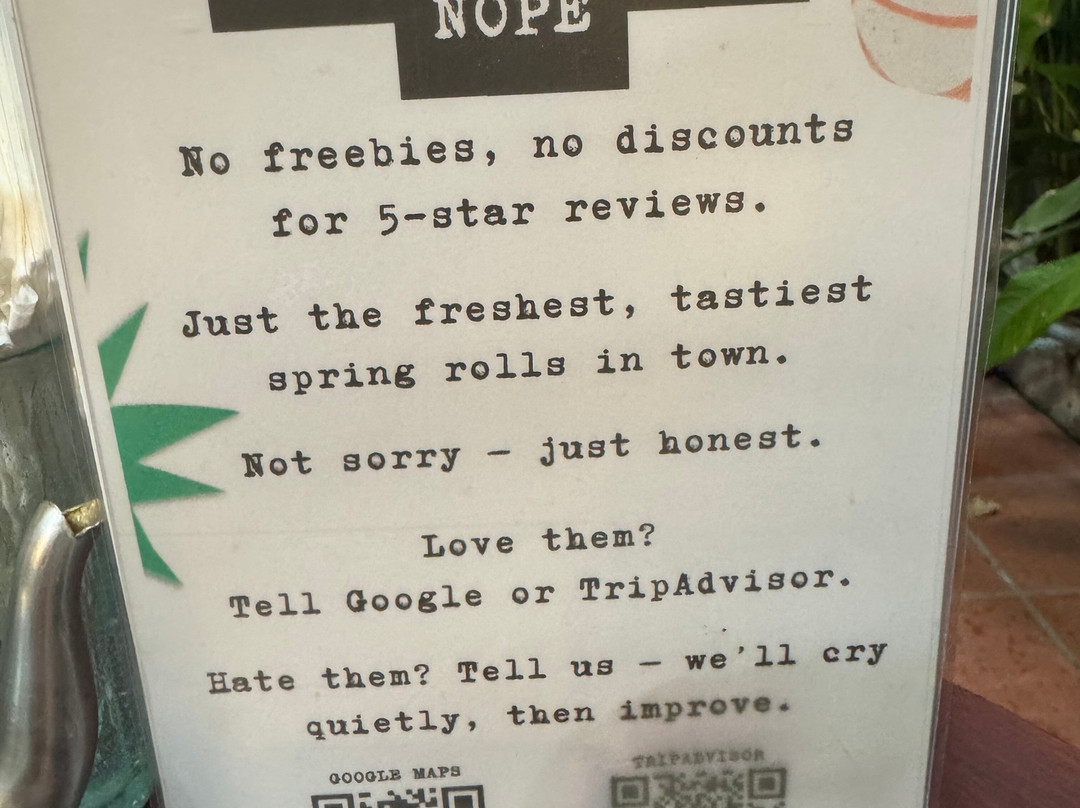 NOPE
No freebies, no discounts
for 5-star reviews.
Just the freshest, tastiest
spring rolls in town.
Not sorry – just honest.
Love them?
Tell Google or TripAdvisor.
Hate them? Tell us – we'll cry
quietly, then improve.
GOOGLE MAPS TRIPADVISOR